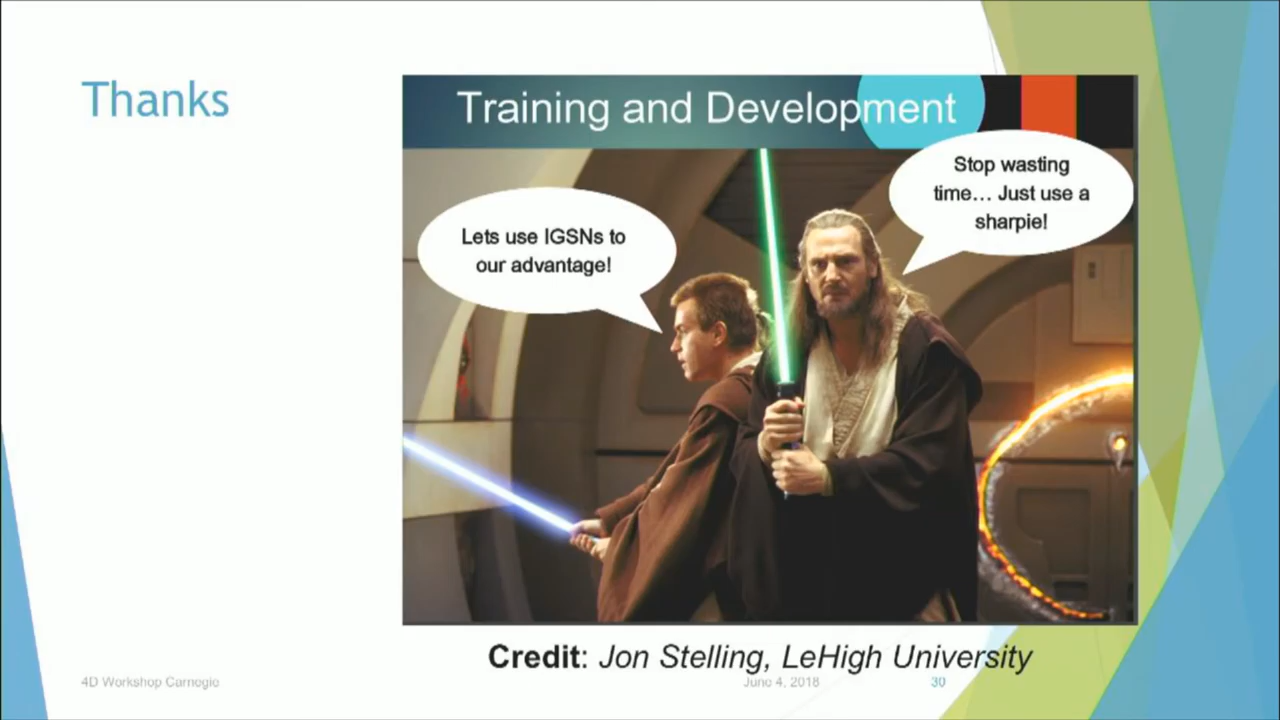 Thanks
Training and Development
Stop wasting
time... Just use a
sharpie!
Lets use IGSNs to
our advantage!
Credit: Jon Stelling, LeHigh University
4D Workshop Carnegie
June 4, 2018
30